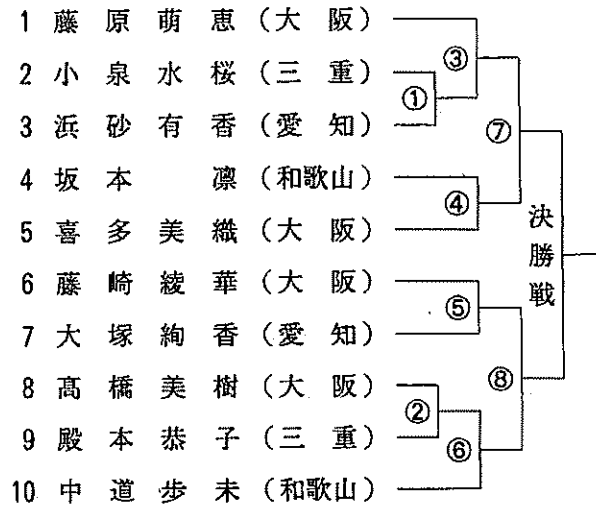 1 藤原萌恵（大阪）
③
2 小泉水桜（三重）
①
3 浜砂有香（愛知）
⑦
4 坂本 凛（和歌山）
④
5 喜多美織（大阪）
決勝戦
6 藤崎綾華（大阪）
⑤
7 大塚絢香（愛知）
⑧
8 髙橋美樹（大阪）
②
9 殿本恭子（三重）
⑥
10 中道歩未（和歌山）